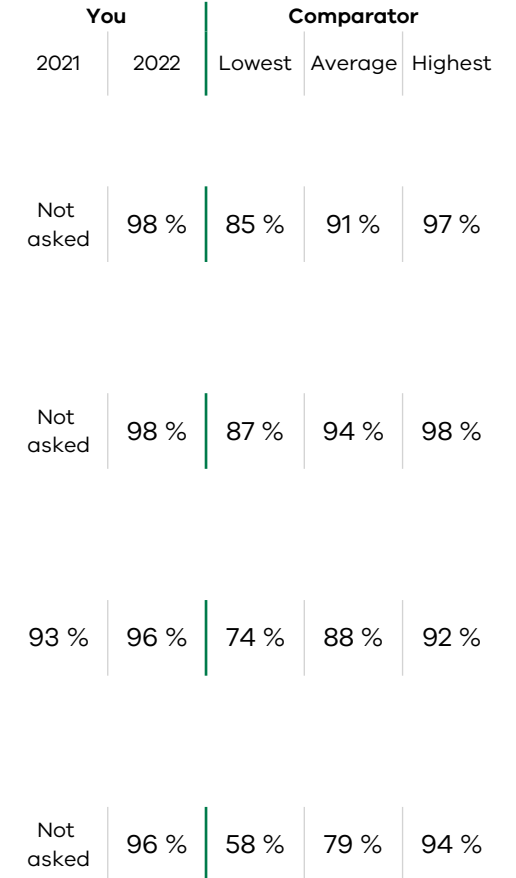 You Comparator
2021 2022 Lowest Average Highest
Not
asked 98 % 85 % 91 % 97 %
Not
asked 98 % 87 % 94 % 98 %
93 % 96 % 74 % 88 % 92 %
Not
asked 96 % 58 % 79 % 94 %